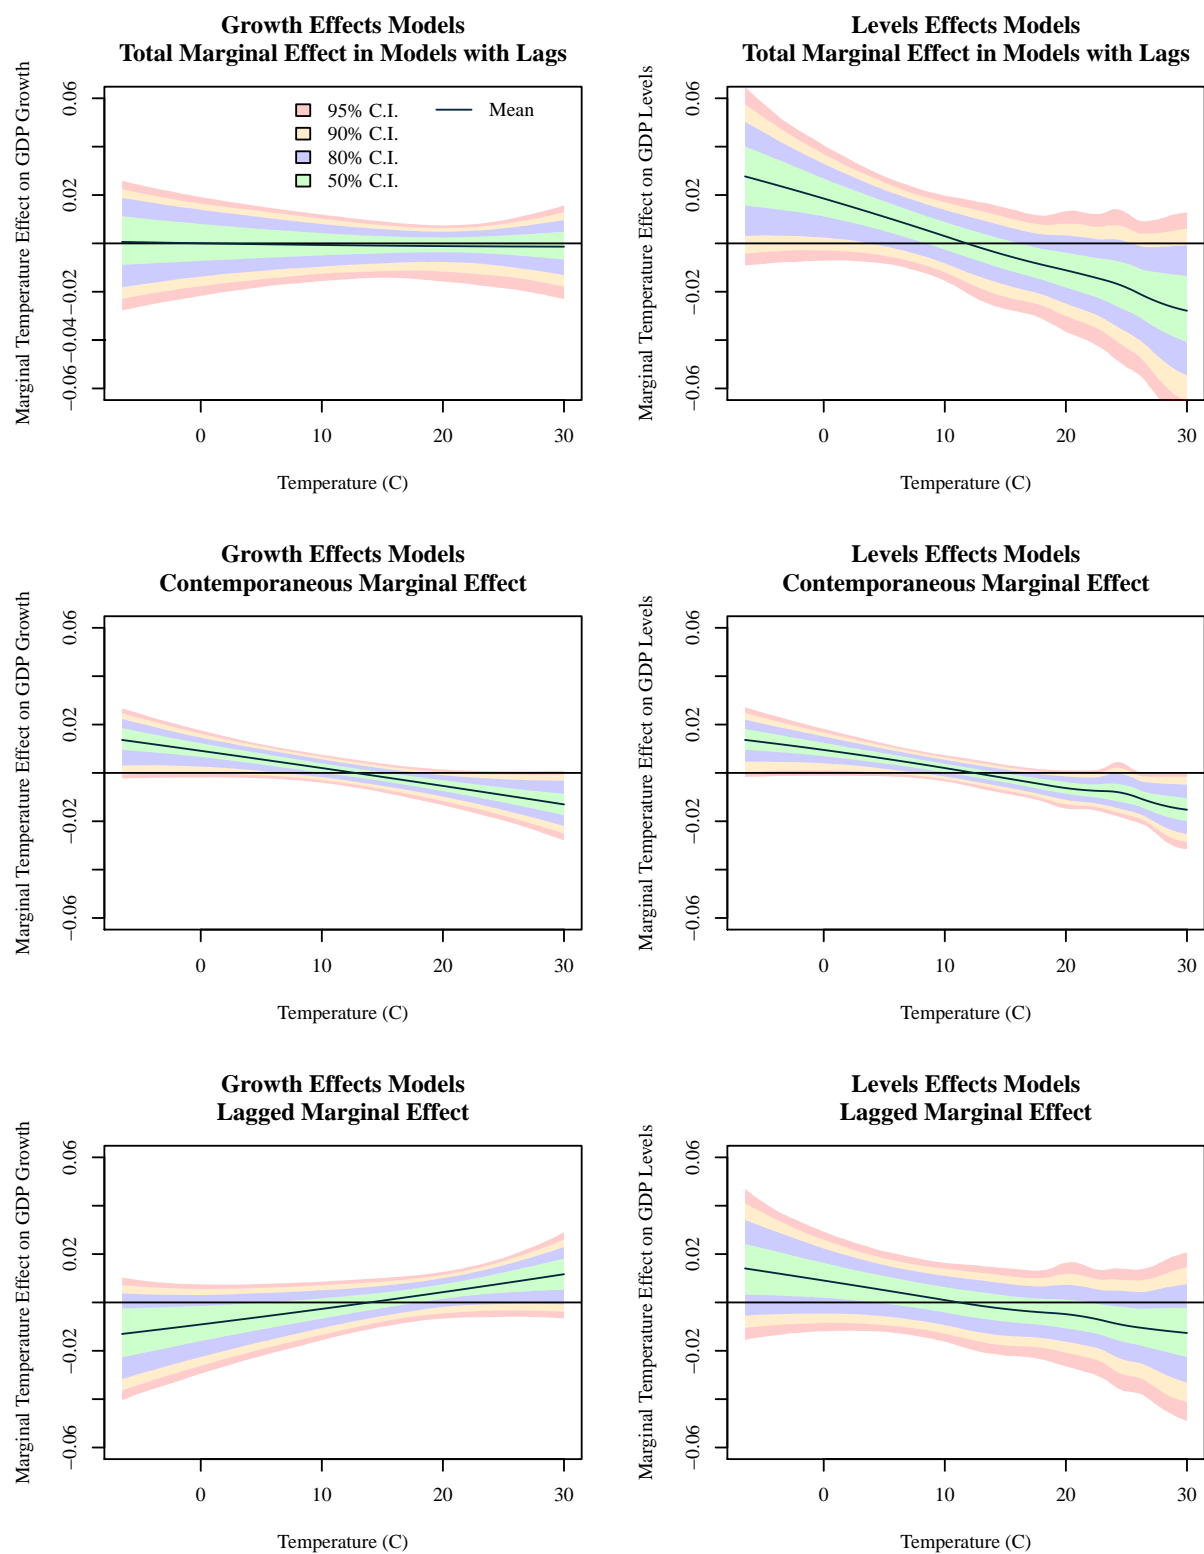 Growth Effects Models
Total Marginal Effect in Models with Lags
Marginal Temperature Effect on GDP Growth
0.06
0.02
−0.02
−0.04
−0.06
95% C.I.
90% C.I.
80% C.I.
50% C.I.
Mean
0 10 20 30
Temperature (C)
Levels Effects Models
Total Marginal Effect in Models with Lags
Marginal Temperature Effect on GDP Levels
0.06
0.02
−0.02
−0.06
0 10 20 30
Temperature (C)
Growth Effects Models
Contemporaneous Marginal Effect
Marginal Temperature Effect on GDP Growth
0.06
0.02
−0.02
−0.06
0 10 20 30
Temperature (C)
Levels Effects Models
Contemporaneous Marginal Effect
Marginal Temperature Effect on GDP Levels
0.06
0.02
−0.02
−0.06
0 10 20 30
Temperature (C)
Growth Effects Models
Lagged Marginal Effect
Marginal Temperature Effect on GDP Growth
0.06
0.02
−0.02
−0.06
0 10 20 30
Temperature (C)
Levels Effects Models
Lagged Marginal Effect
Marginal Temperature Effect on GDP Levels
0.06
0.02
−0.02
−0.06
0 10 20 30
Temperature (C)